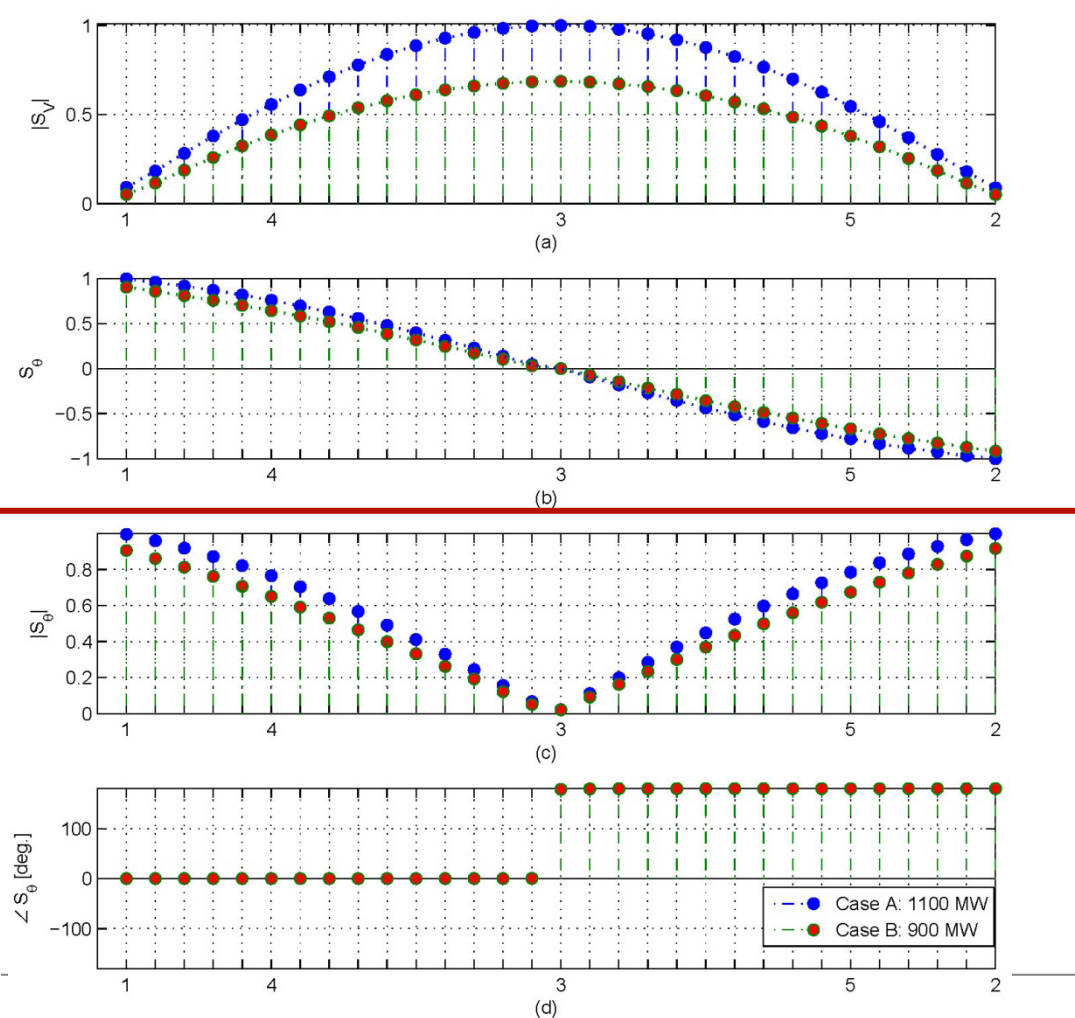 1
0.5
0
|S_V|
1 4 3 5 2
(a)
1
0.5
0
−0.5
−1
S_θ
1 4 3 5 2
(b)
0.8
0.6
0.4
0.2
0
|S_θ|
1 4 3 5 2
(c)
100
0
−100
∠ S_θ [deg.]
Case A: 1100 MW
Case B: 900 MW
1 4 3 5 2
(d)